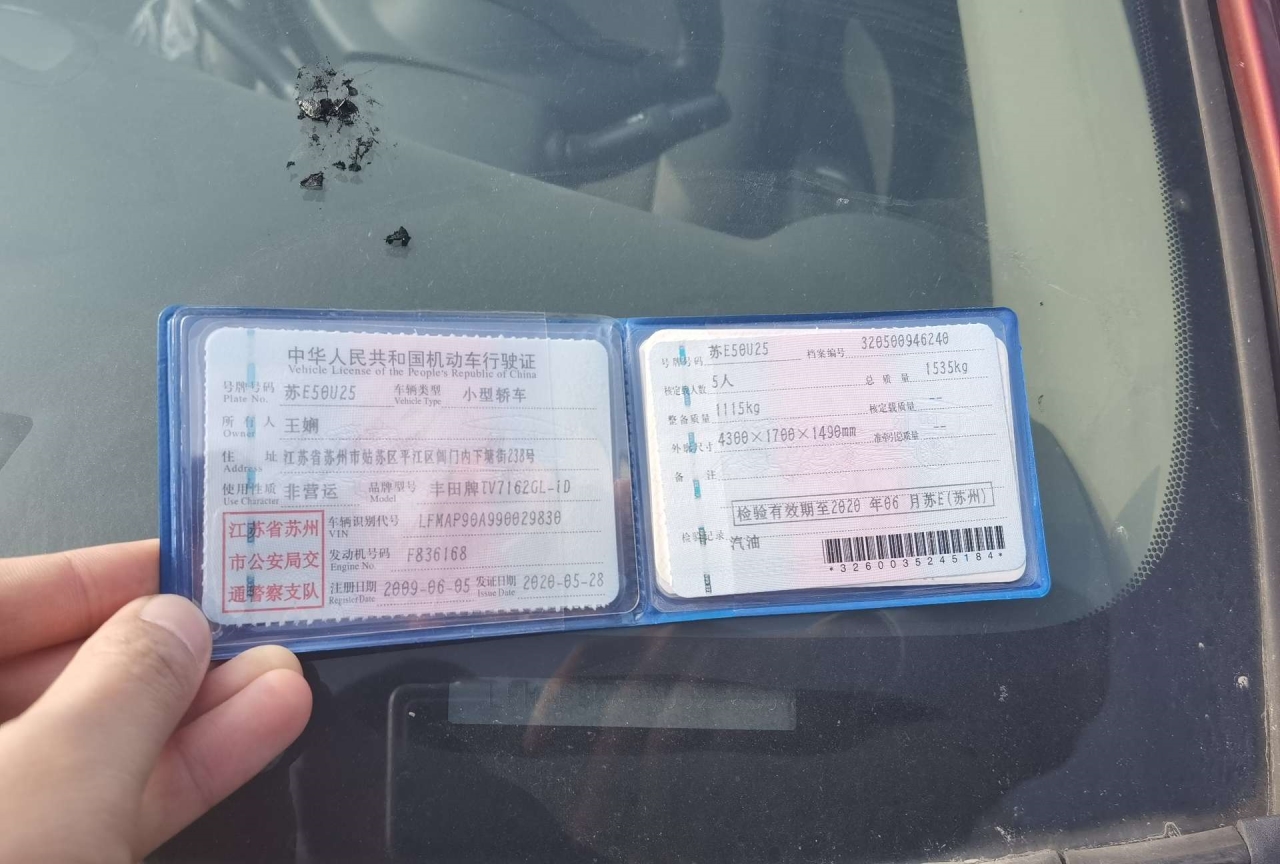 中华人民共和国机动车行驶证
Vehicle License of the People's Republic of China
号牌号码 苏E50U25 车辆类型 小型轿车
Plate No. Vehicle Type
所有人 王娴
Owner
住址 江苏省苏州市姑苏区平江区阊门内下塘街238号
Address
使用性质 非营运 品牌型号 丰田牌TV7162GL-iD
Use Character Model
江苏省苏州
市公安局交
通警察支队
车辆识别代号 LFMAP90A990029830
VIN
发动机号码 F836168
Engine No.
注册日期 2009-06-05 发证日期 2020-05-28
Register Date Issue Date
号牌号码 苏E50U25 档案编号 320500946240
核定载人数 5人 总质量 1535kg
整备质量 1115kg 核定载质量 --
外廓尺寸 4300×1700×1490mm 准牵引总质量 --
备注
检验有效期至2020年06月苏E(苏州)
检验记录 汽油
*3260035245184*